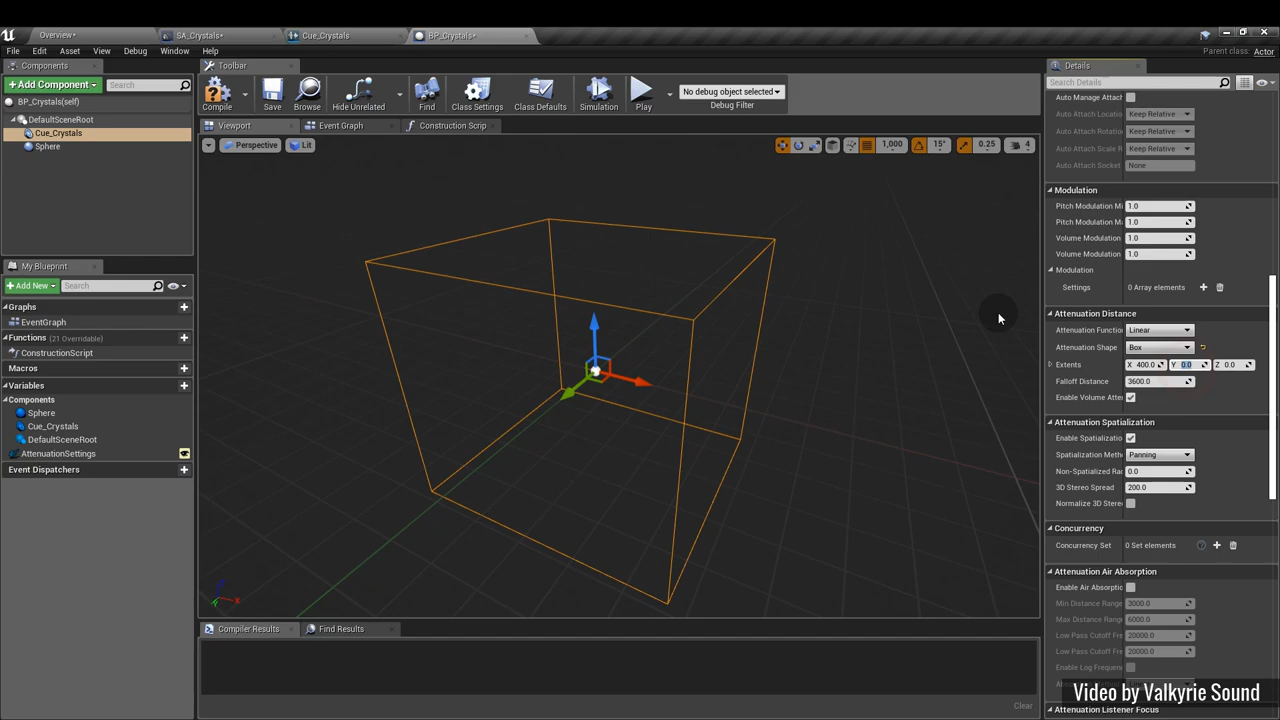 Overview*
SA_Crystals*
Cue_Crystals
BP_Crystals*
File Edit Asset View Debug Window Help
Parent class: Actor
Components
Add Component
Search
BP_Crystals(self)
DefaultSceneRoot
Cue_Crystals
Sphere
My Blueprint
Add New
Search
Graphs
EventGraph
Functions (21 Overridable)
ConstructionScript
Macros
Variables
Components
Sphere
Cue_Crystals
DefaultSceneRoot
AttenuationSettings
Event Dispatchers
Toolbar
Compile
Save
Browse
Hide Unrelated
Find
Class Settings
Class Defaults
Simulation
Play
No debug object selected
Debug Filter
Viewport
Event Graph
Construction Scrip
Perspective
Lit
1,000
15°
0.25
4
Compiler Results
Find Results
Clear
Details
Search Details
Auto Manage Attach
Auto Attach Locatio Keep Relative
Auto Attach Rotatio Keep Relative
Auto Attach Scale R Keep Relative
Auto Attach Socket None
Modulation
Pitch Modulation Mi 1.0
Pitch Modulation M 1.0
Volume Modulation 1.0
Volume Modulation 1.0
Modulation
Settings 0 Array elements
Attenuation Distance
Attenuation Functio Linear
Attenuation Shape Box
Extents X 400.0 Y 0.0 Z 0.0
Falloff Distance 3600.0
Enable Volume Atte
Attenuation Spatialization
Enable Spatializatio
Spatialization Meth Panning
Non-Spatialized Ra 0.0
3D Stereo Spread 200.0
Normalize 3D Stere
Concurrency
Concurrency Set 0 Set elements
Attenuation Air Absorption
Enable Air Absorptio
Min Distance Range 3000.0
Max Distance Rang 6000.0
Low Pass Cutoff Fre 20000.0
Low Pass Cutoff Fre 20000.0
Enable Log Frequen
Video by Valkyrie Sound
Attenuation Listener Focus